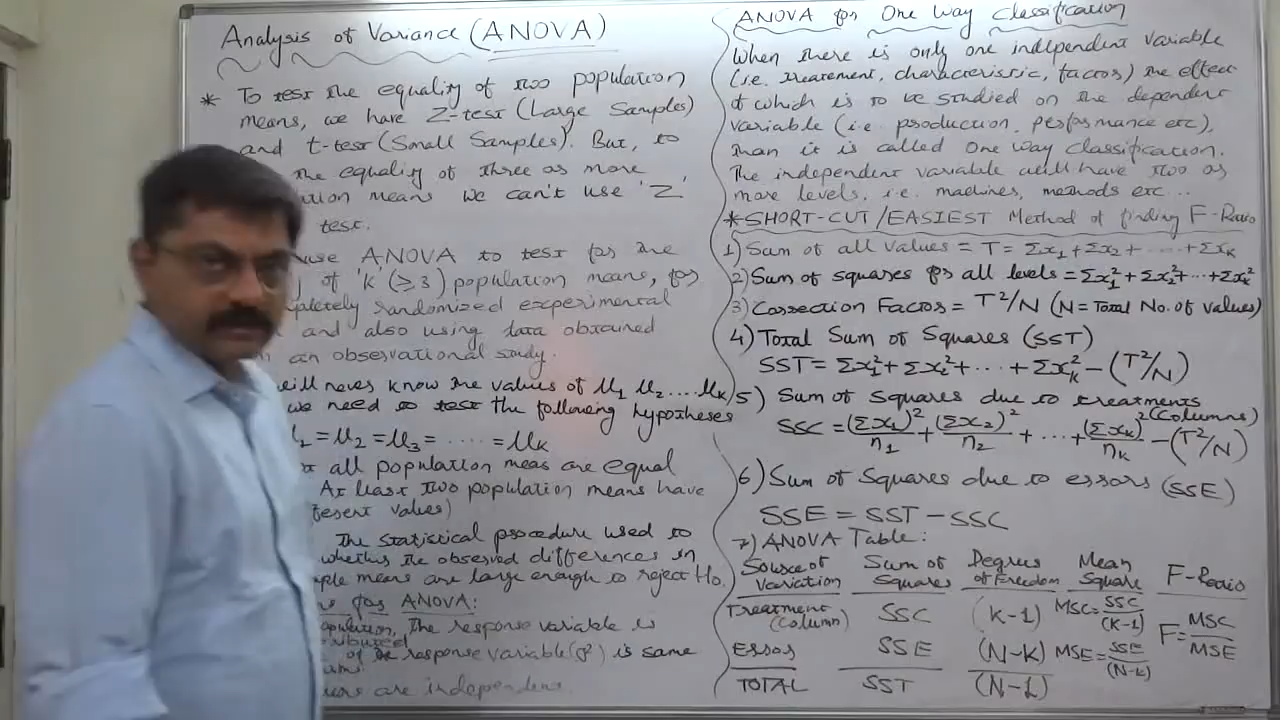 Analysis of Variance (ANOVA)
* To test the equality of two population
means, we have Z-test (Large Samples)
and t-test (Small Samples). But, to
the equality of three or more
means we can't use 'Z'
test.
use ANOVA to test for the
of 'K' (≥3) population means, for
randomized experimental
and also using data obtained
an observational study.
never know the values of μ1 μ2 .... μk
we need to test the following hypotheses
μ2 = μ3 = ..... = μk
all population meas are equal
At least two population means have
values)
The statistical procedure used to
whether the observed differences in
means are large enough to reject H0.
for ANOVA:
The response variable is
of the response variable (σ²) is same
are independent.
ANOVA for One Way Classification
When there is only one independent variable
(i.e. treatement, characteristic, factor) the effect
of which is to be studied on the dependent
variable (i.e. production, performance etc),
than it is called One Way Classification.
The independent variable will have two or
more levels, i.e. machines, methods etc ...
* SHORT-CUT/EASIEST Method of finding F-Ratio
1) Sum of all values = T = Σx1 + Σx2 + ..... + Σxk
2) Sum of squares for all levels = Σx1² + Σx2² + ... + Σxk²
3) Correction Factor = T²/N (N = Total No. of values)
4) Total Sum of Squares (SST)
SST = Σx1² + Σx2² + ... + Σxk² - (T²/N)
5) Sum of Squares due to treatments
(Columns)
SSC = (Σx1)²/n1 + (Σx2)²/n2 + ... + (Σxk)²/nk - (T²/N)
6) Sum of Squares due to errors (SSE)
SSE = SST - SSC
7) ANOVA Table:
Source of Variation Sum of Squares Degrees of Freedom Mean Square F-Ratio
Treatment (Column) SSC (K-1) MSC = SSC/(K-1) F = MSC/MSE
Error SSE (N-K) MSE = SSE/(N-K)
TOTAL SST (N-1)